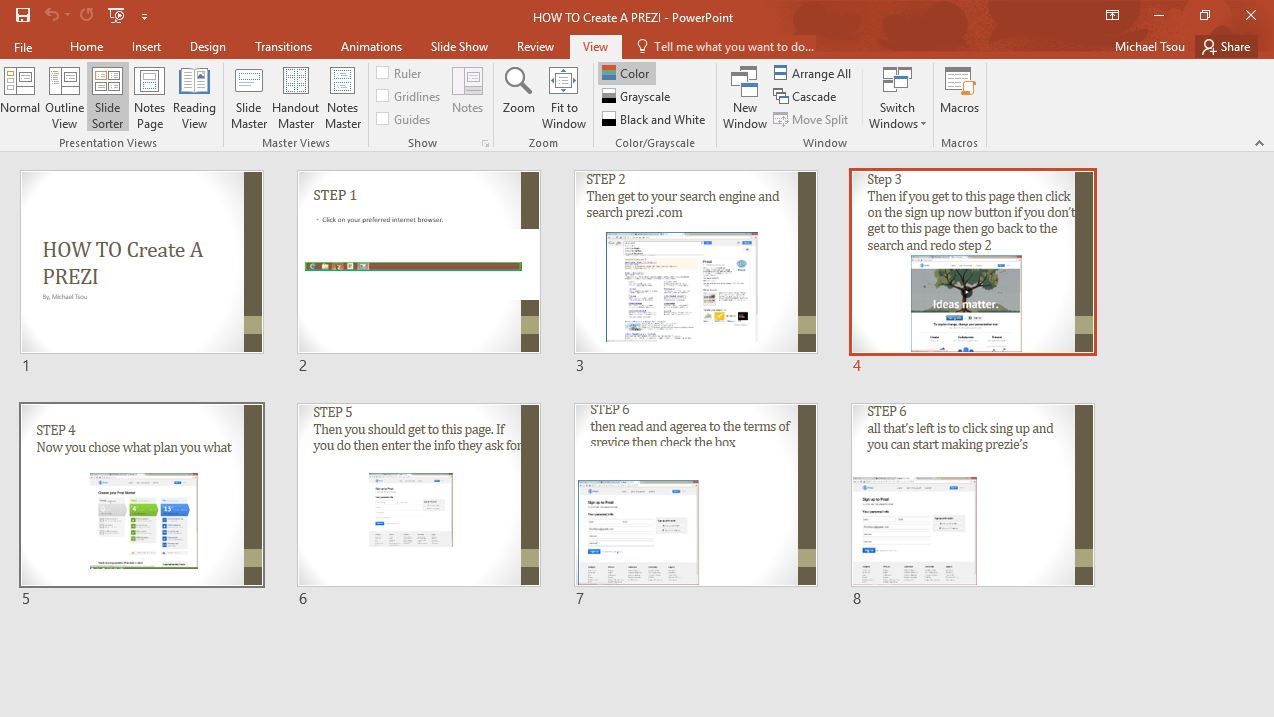 HOW TO Create A PREZI - PowerPoint
File Home Insert Design Transitions Animations Slide Show Review View Tell me what you want to do... Michael Tsou Share
Normal Outline View Slide Sorter Notes Page Reading View
Presentation Views
Slide Master Handout Master Notes Master
Master Views
Ruler
Gridlines
Guides
Notes
Show
Zoom Fit to Window
Zoom
Color
Grayscale
Black and White
Color/Grayscale
New Window
Arrange All
Cascade
Move Split
Switch Windows
Window
Macros
Macros
HOW TO Create A
PREZI
By, Michael Tsou
1
STEP 1
• Click on your preferred internet browser.
2
STEP 2
Then get to your search engine and
search prezi .com
3
Step 3
Then if you get to this page then click
on the sign up now button if you don't
get to this page then go back to the
search and redo step 2
Ideas matter.
4
STEP 4
Now you chose what plan you what
5
STEP 5
Then you should get to this page. If
you do then enter the info they ask for
6
STEP 6
then read and agerea to the terms of
srevice then check the box
Sign up to Prezi
Your personal info
7
STEP 6
all that's left is to click sing up and
you can start making prezie's
Sign up to Prezi
Your personal info
8